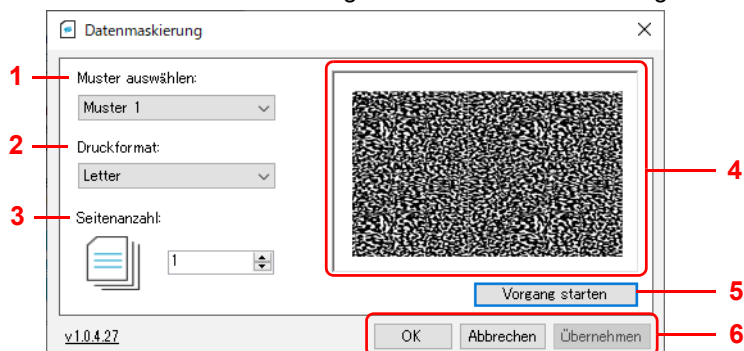 Datenmaskierung
1 Muster auswählen:
Muster 1
2 Druckformat:
Letter
4
3 Seitenanzahl:
1
Vorgang starten 5
v 1.0.4.27 OK Abbrechen Übernehmen 6